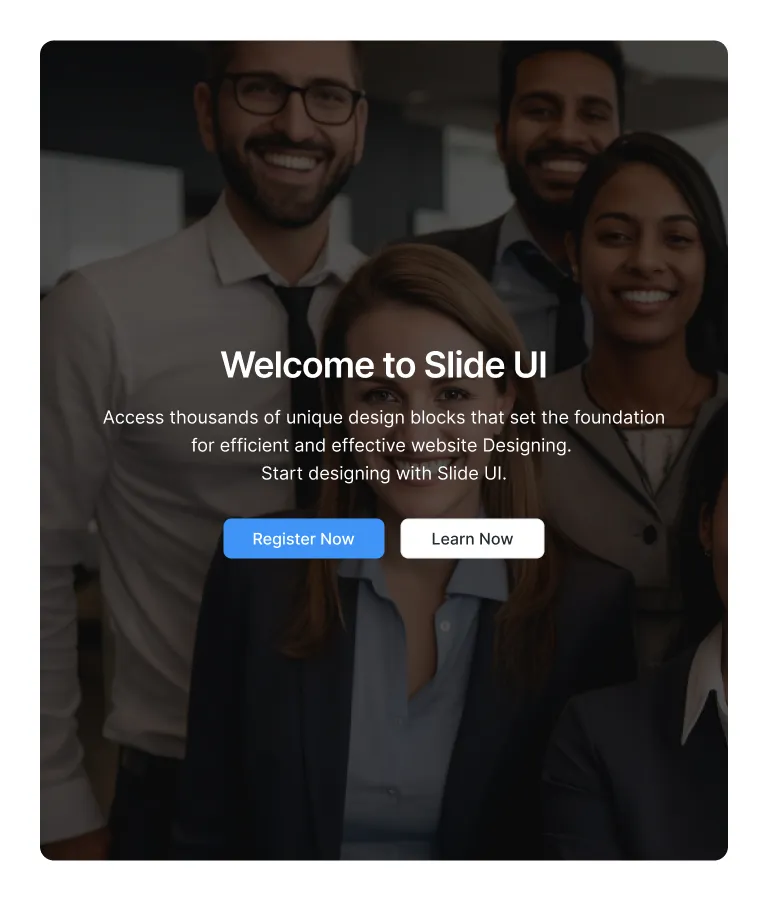 Welcome to Slide UI
Access thousands of unique design blocks that set the foundation
for efficient and effective website Designing.
Start designing with Slide UI.
Register Now
Learn Now